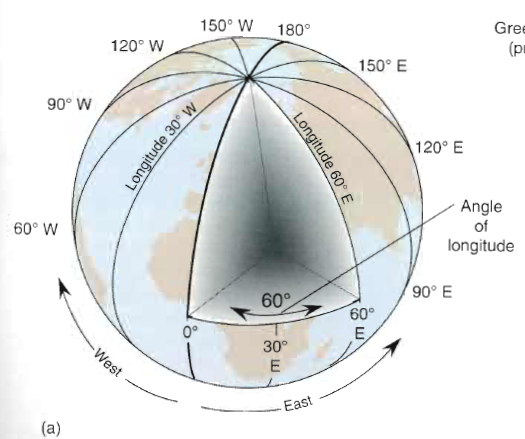 150° W
180°
Gree
(pr
120° W
150° E
90° W
Longitude 30° W
Longitude 60° E
120° E
60° W
Angle
of
longitude
90° E
60°
0°
30°
E
60°
E
West
East
(a)